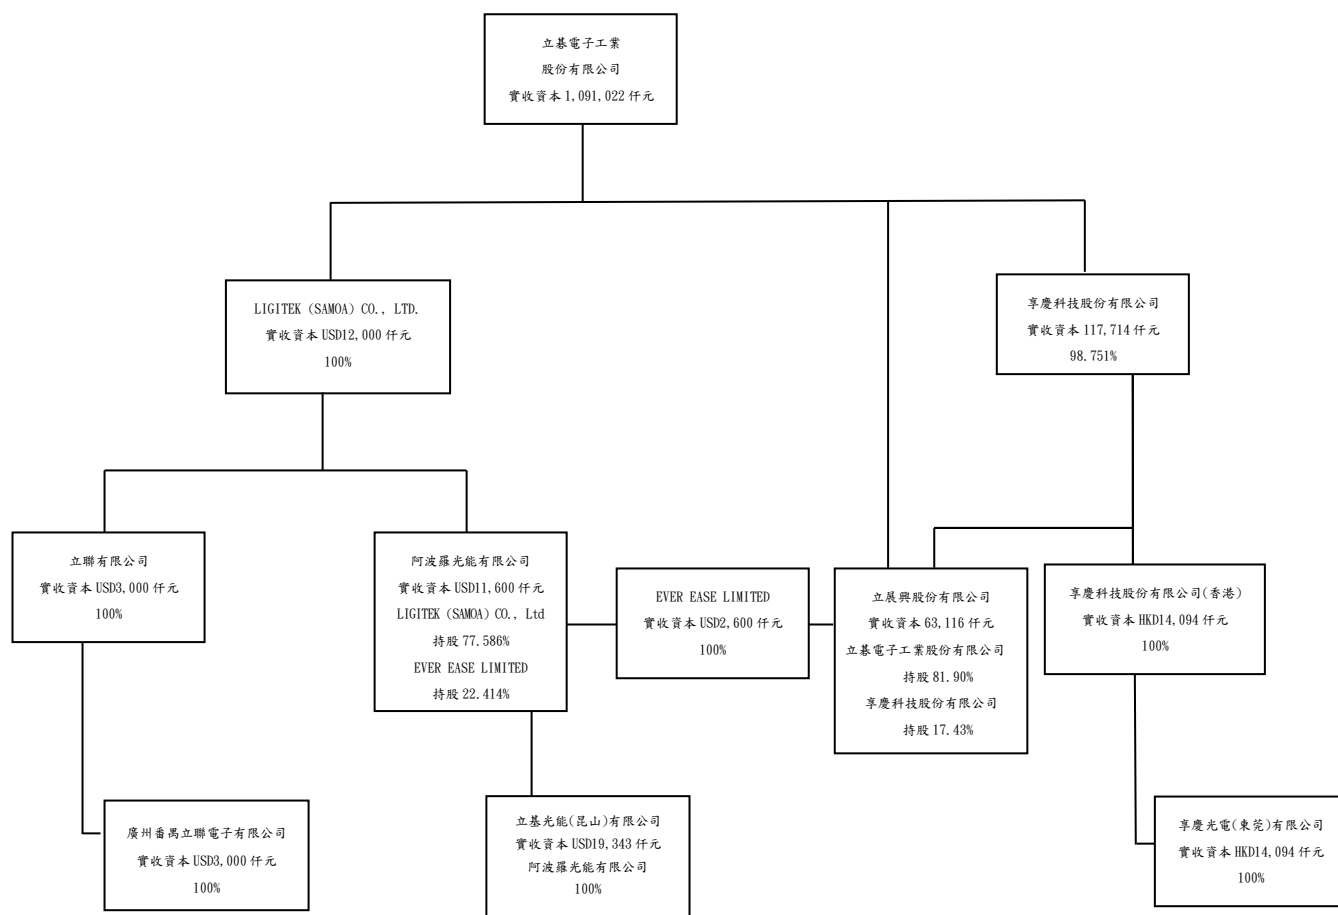 立碁電子工業
股份有限公司
實收資本 1,091,022 仟元
LIGITEK (SAMOA) CO., LTD.
實收資本 USD12,000 仟元
100%
享慶科技股份有限公司
實收資本 117,714 仟元
98.751%
立聯有限公司
實收資本 USD3,000 仟元
100%
阿波羅光能有限公司
實收資本 USD11,600 仟元
LIGITEK (SAMOA) CO., Ltd
持股 77.586%
EVER EASE LIMITED
持股 22.414%
EVER EASE LIMITED
實收資本 USD2,600 仟元
100%
立展興股份有限公司
實收資本 63,116 仟元
立碁電子工業股份有限公司
持股 81.90%
享慶科技股份有限公司
持股 17.43%
享慶科技股份有限公司(香港)
實收資本 HKD14,094 仟元
100%
廣州番禺立聯電子有限公司
實收資本 USD3,000 仟元
100%
立基光能(昆山)有限公司
實收資本 USD19,343 仟元
阿波羅光能有限公司
100%
享慶光電(東莞)有限公司
實收資本 HKD14,094 仟元
100%